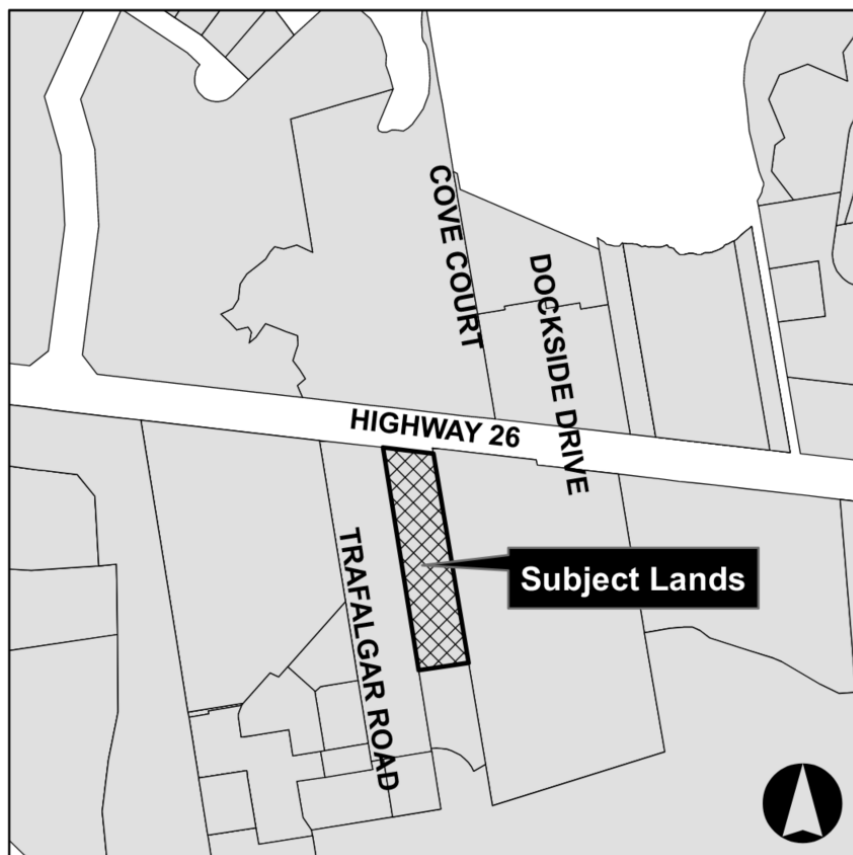 COVE COURT
DOCKSIDE DRIVE
HIGHWAY 26
TRAFALGAR ROAD
Subject Lands